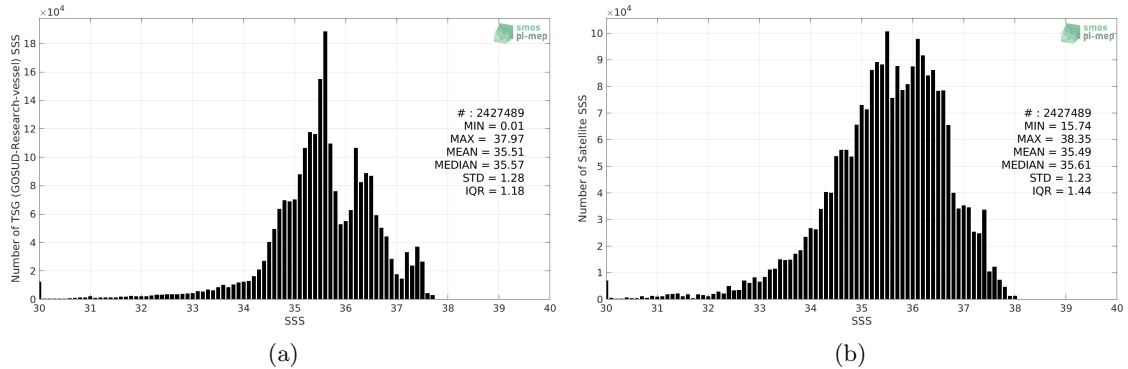 ×10⁴
smos
pi-mep
Number of TSG (GOSUD-Research-vessel) SSS
18
16
14
12
10
8
6
4
2
0
# : 2427489
MIN = 0.01
MAX = 37.97
MEAN = 35.51
MEDIAN = 35.57
STD = 1.28
IQR = 1.18
30 31 32 33 34 35 36 37 38 39 40
SSS
(a)
×10⁴
smos
pi-mep
Number of Satellite SSS
10
9
8
7
6
5
4
3
2
1
0
# : 2427489
MIN = 15.74
MAX = 38.35
MEAN = 35.49
MEDIAN = 35.61
STD = 1.23
IQR = 1.44
30 31 32 33 34 35 36 37 38 39 40
SSS
(b)